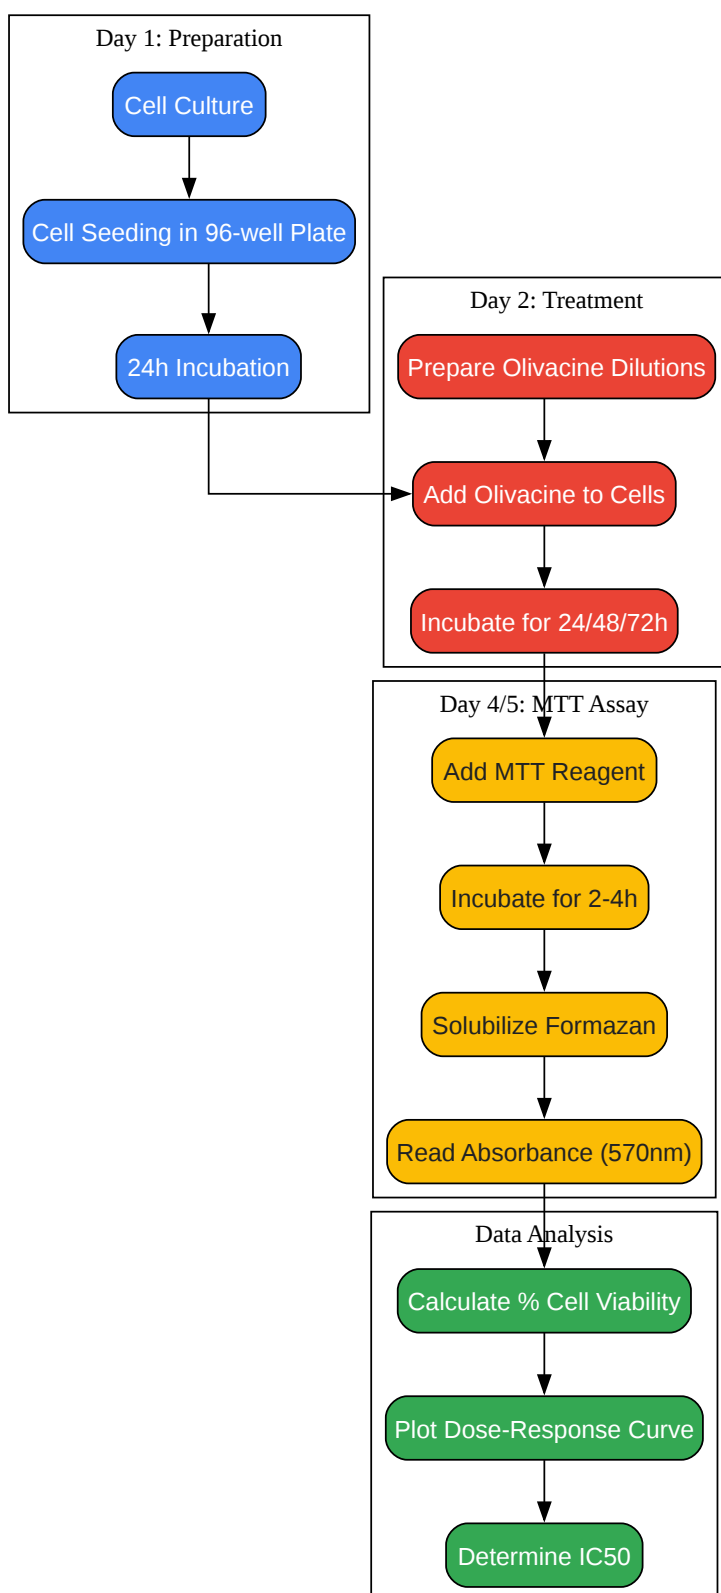 Day 1: Preparation
Cell Culture
Cell Seeding in 96-well Plate
24h Incubation
Day 2: Treatment
Prepare Olivacine Dilutions
Add Olivacine to Cells
Incubate for 24/48/72h
Day 4/5: MTT Assay
Add MTT Reagent
Incubate for 2-4h
Solubilize Formazan
Read Absorbance (570nm)
Data Analysis
Calculate % Cell Viability
Plot Dose-Response Curve
Determine IC50